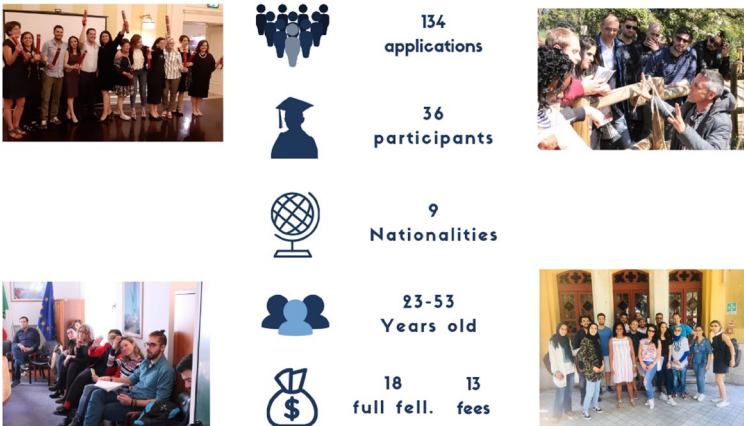 134
applications
36
participants
9
Nationalities
23-53
Years old
18 13
full fell. fees
$